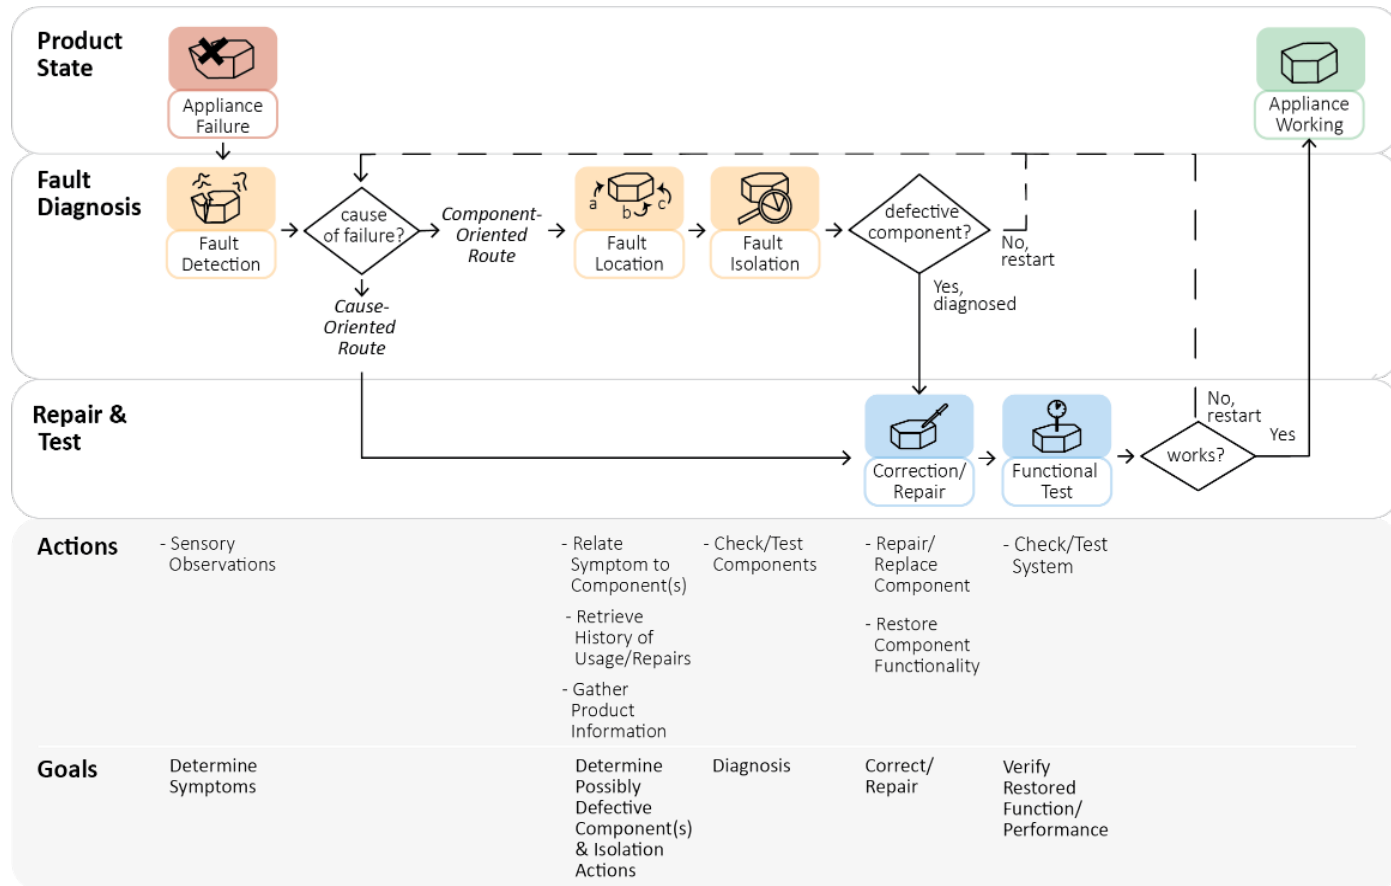 Product
State
Appliance
Failure
Appliance
Working
Fault
Diagnosis
Fault
Detection
cause
of failure?
Component-
Oriented
Route
Cause-
Oriented
Route
a
b
c
Fault
Location
Fault
Isolation
defective
component?
No,
restart
Yes,
diagnosed
Repair &
Test
Correction/
Repair
Functional
Test
works?
No,
restart
Yes
Actions
- Sensory
Observations
- Relate
Symptom to
Component(s)
- Retrieve
History of
Usage/Repairs
- Gather
Product
Information
- Check/Test
Components
- Repair/
Replace
Component
- Restore
Component
Functionality
- Check/Test
System
Goals
Determine
Symptoms
Determine
Possibly
Defective
Component(s)
& Isolation
Actions
Diagnosis
Correct/
Repair
Verify
Restored
Function/
Performance